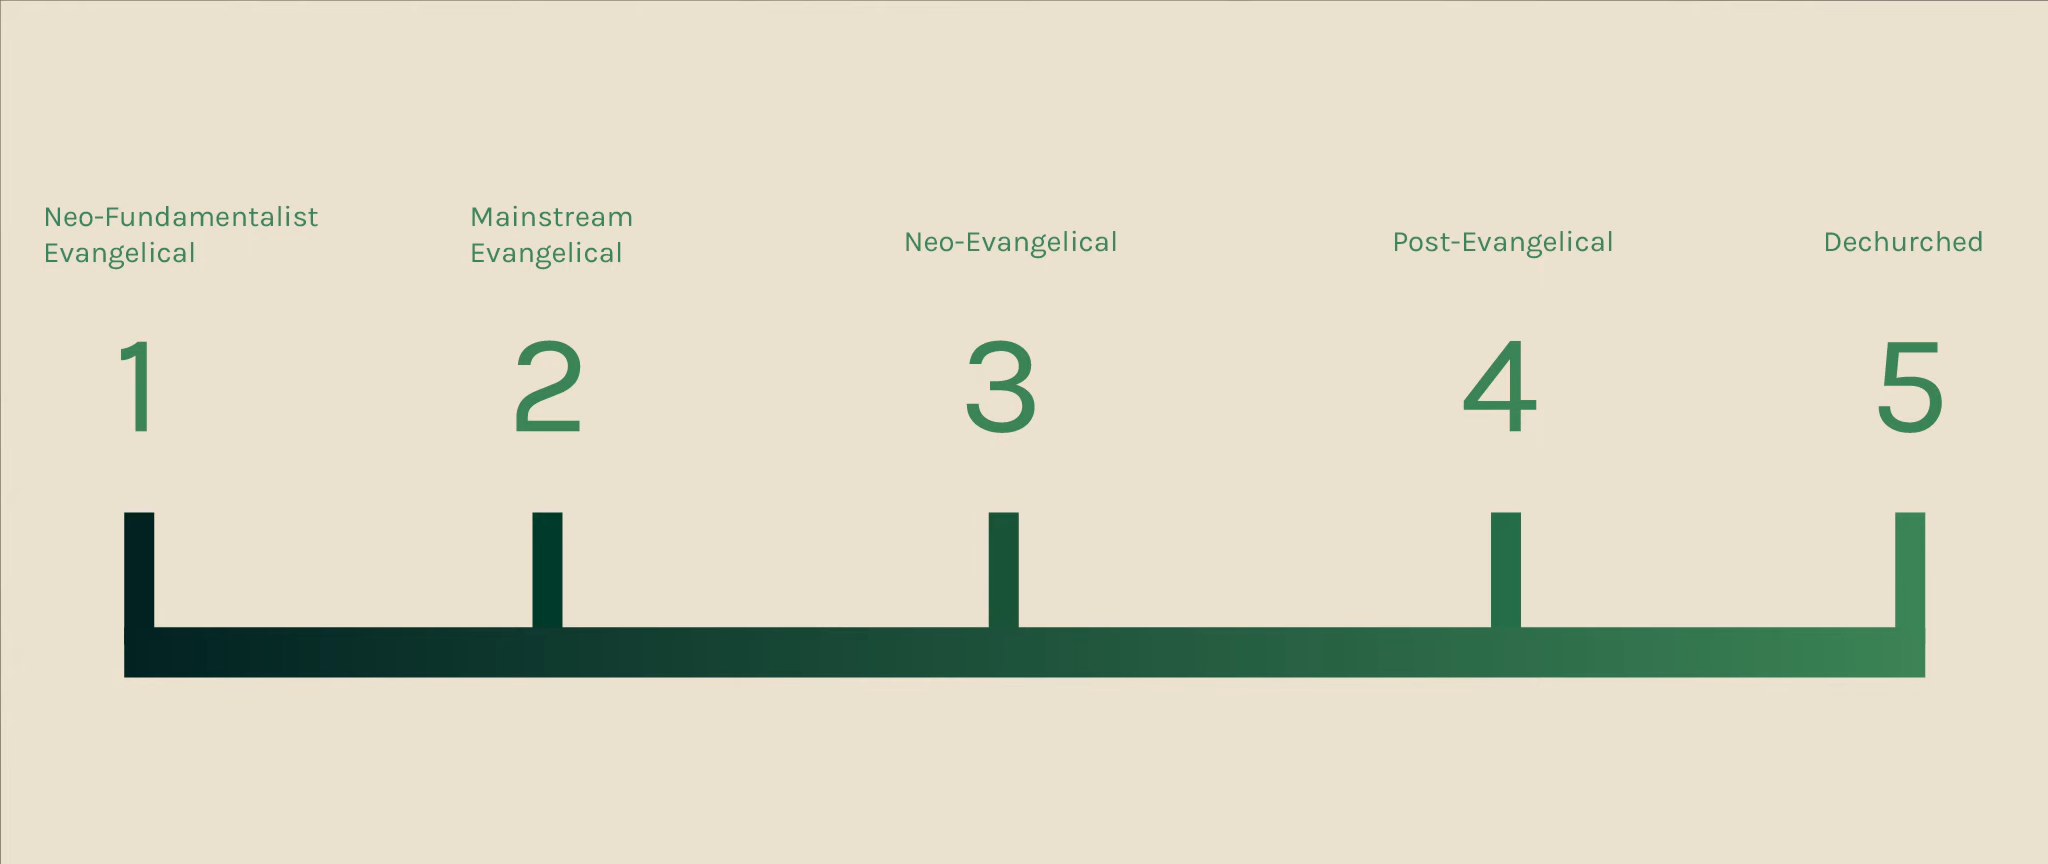 Neo-Fundamentalist
Evangelical
Mainstream
Evangelical
Neo-Evangelical
Post-Evangelical
Dechurched
1
2
3
4
5